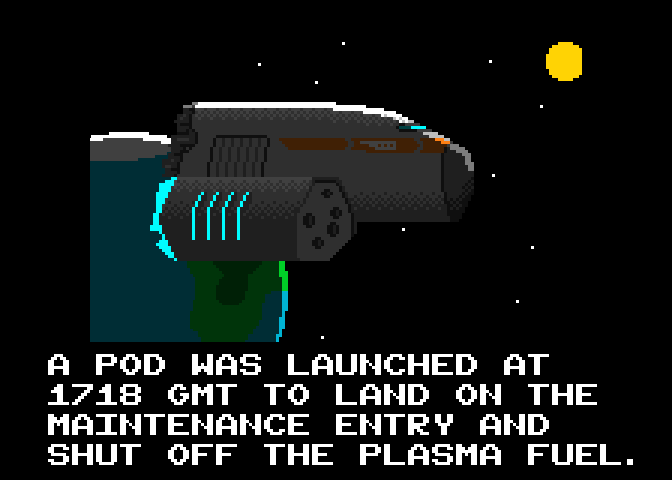 A POD WAS LAUNCHED AT
1718 GMT TO LAND ON THE
MAINTENANCE ENTRY AND
SHUT OFF THE PLASMA FUEL.